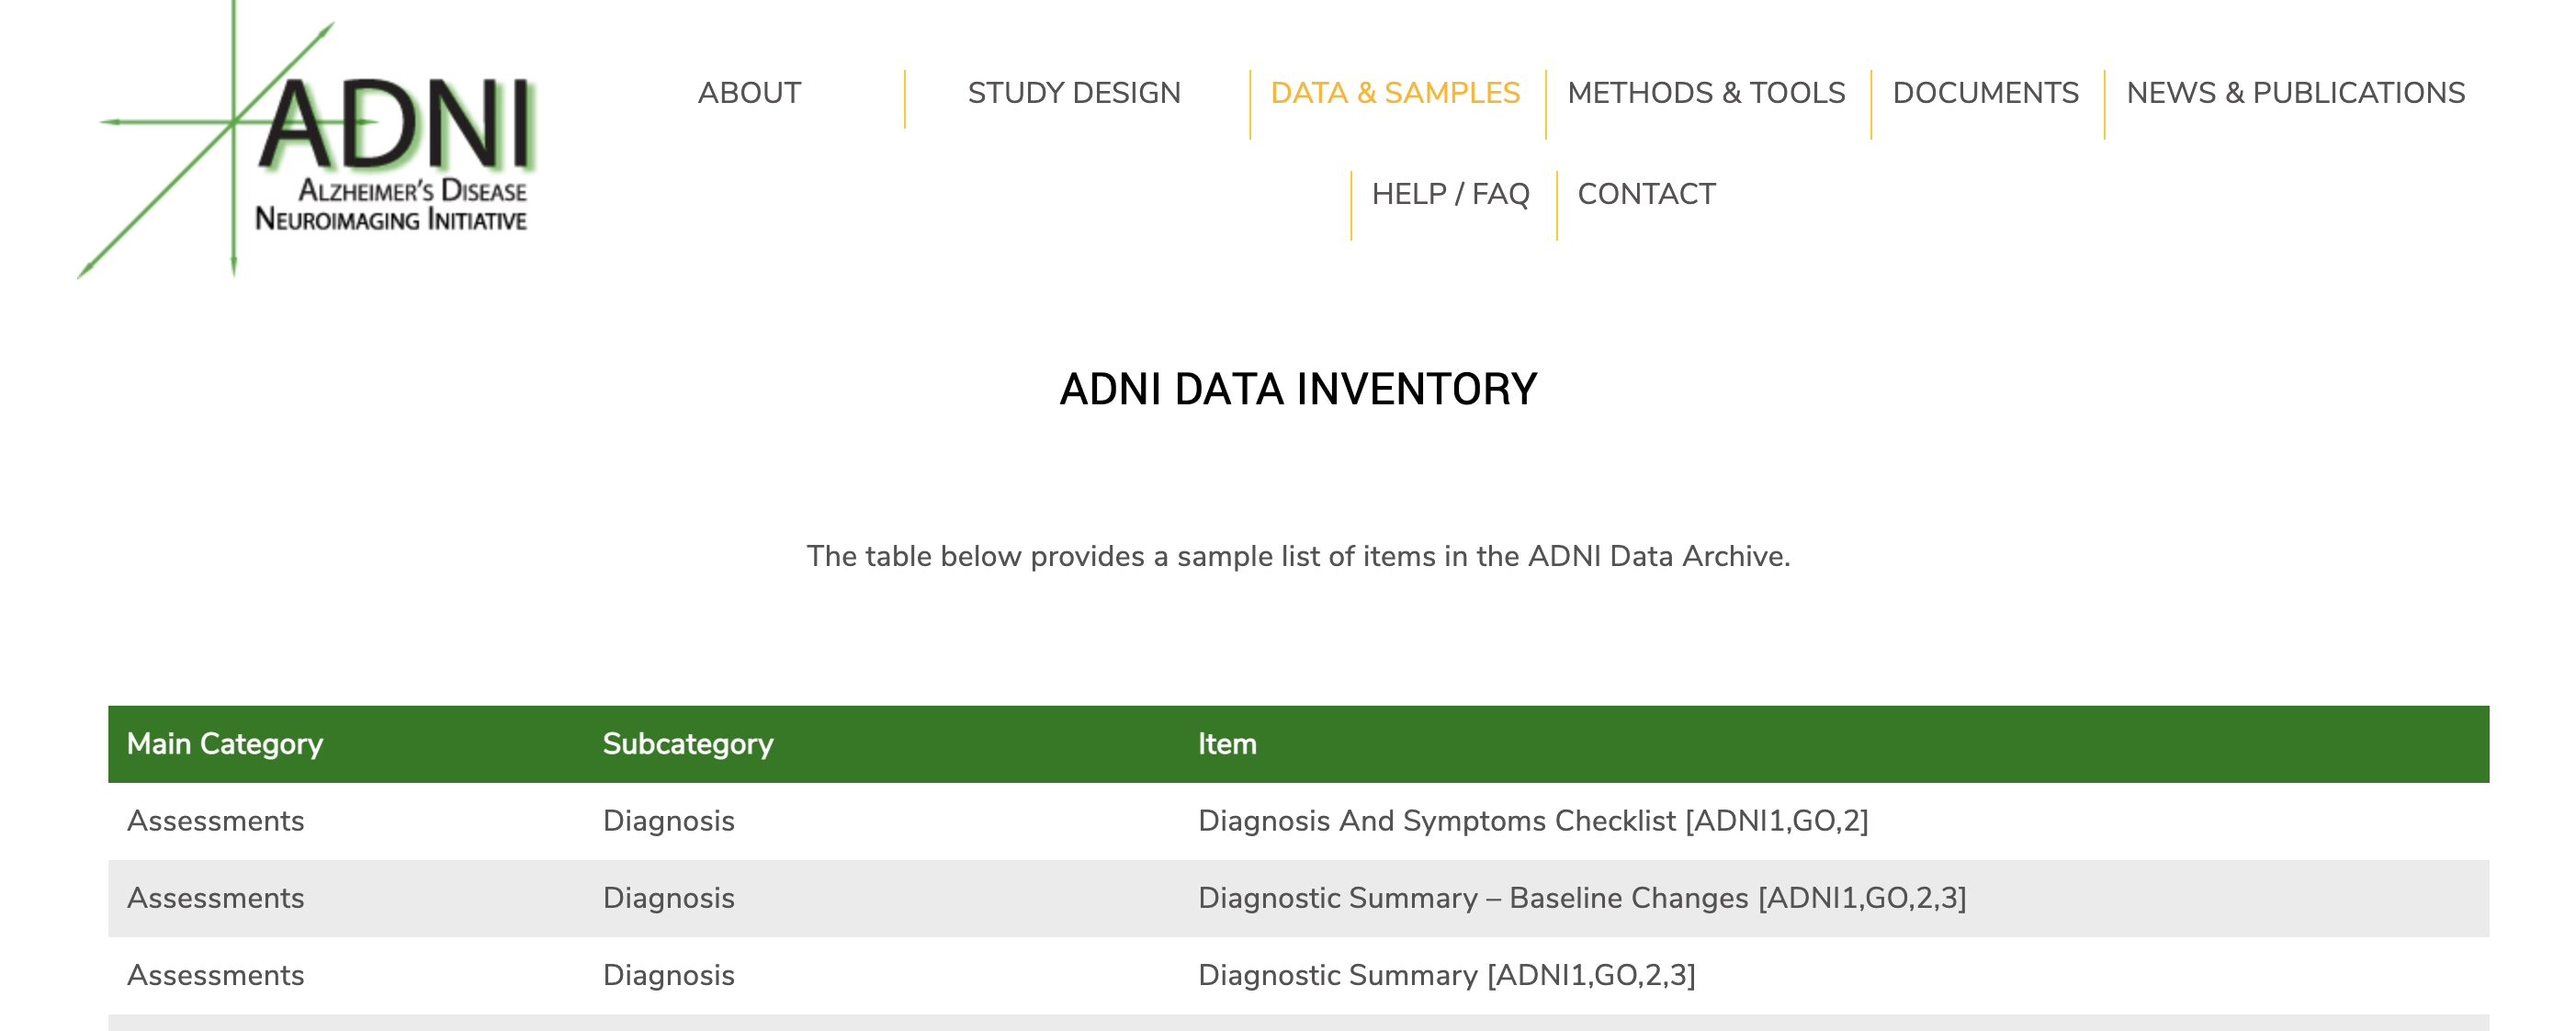 ADNI
ALZHEIMER'S DISEASE
NEUROIMAGING INITIATIVE
ABOUT STUDY DESIGN DATA & SAMPLES METHODS & TOOLS DOCUMENTS NEWS & PUBLICATIONS
HELP / FAQ CONTACT
ADNI DATA INVENTORY
The table below provides a sample list of items in the ADNI Data Archive.
Main Category Subcategory Item
Assessments Diagnosis Diagnosis And Symptoms Checklist [ADNI1,GO,2]
Assessments Diagnosis Diagnostic Summary – Baseline Changes [ADNI1,GO,2,3]
Assessments Diagnosis Diagnostic Summary [ADNI1,GO,2,3]